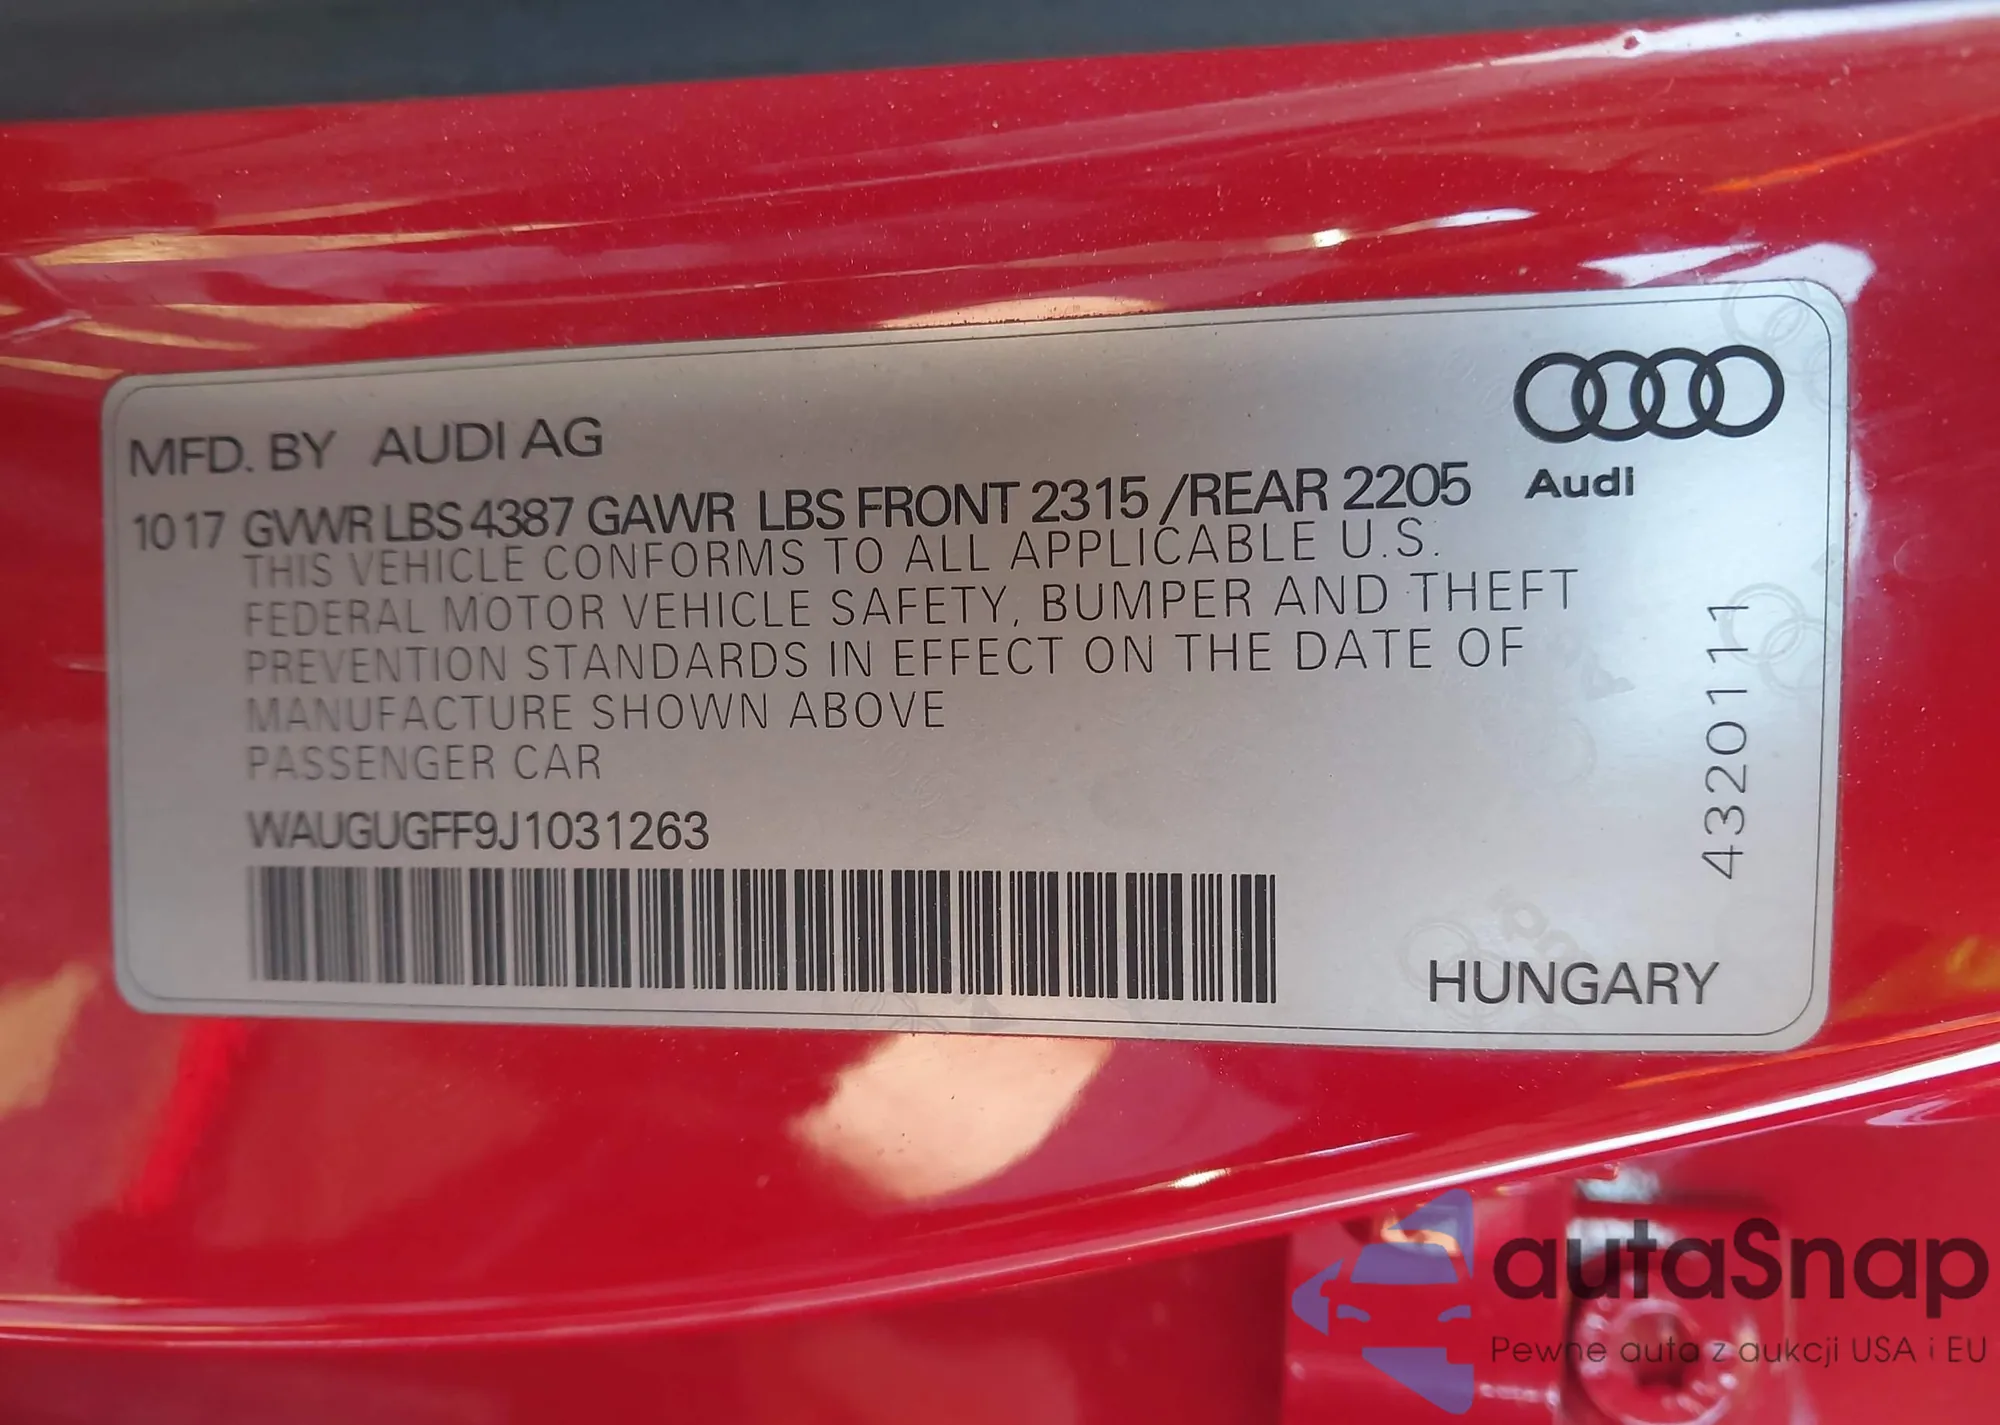 MFD. BY AUDI AG
Audi
10 17 GVWR LBS 4387 GAWR LBS FRONT 2315 /REAR 2205
THIS VEHICLE CONFORMS TO ALL APPLICABLE U.S.
FEDERAL MOTOR VEHICLE SAFETY, BUMPER AND THEFT
PREVENTION STANDARDS IN EFFECT ON THE DATE OF
MANUFACTURE SHOWN ABOVE
PASSENGER CAR
WAUGUGFF9J1031263
4320111
HUNGARY
autaSnap
Pewne auta z aukcji USA i EU